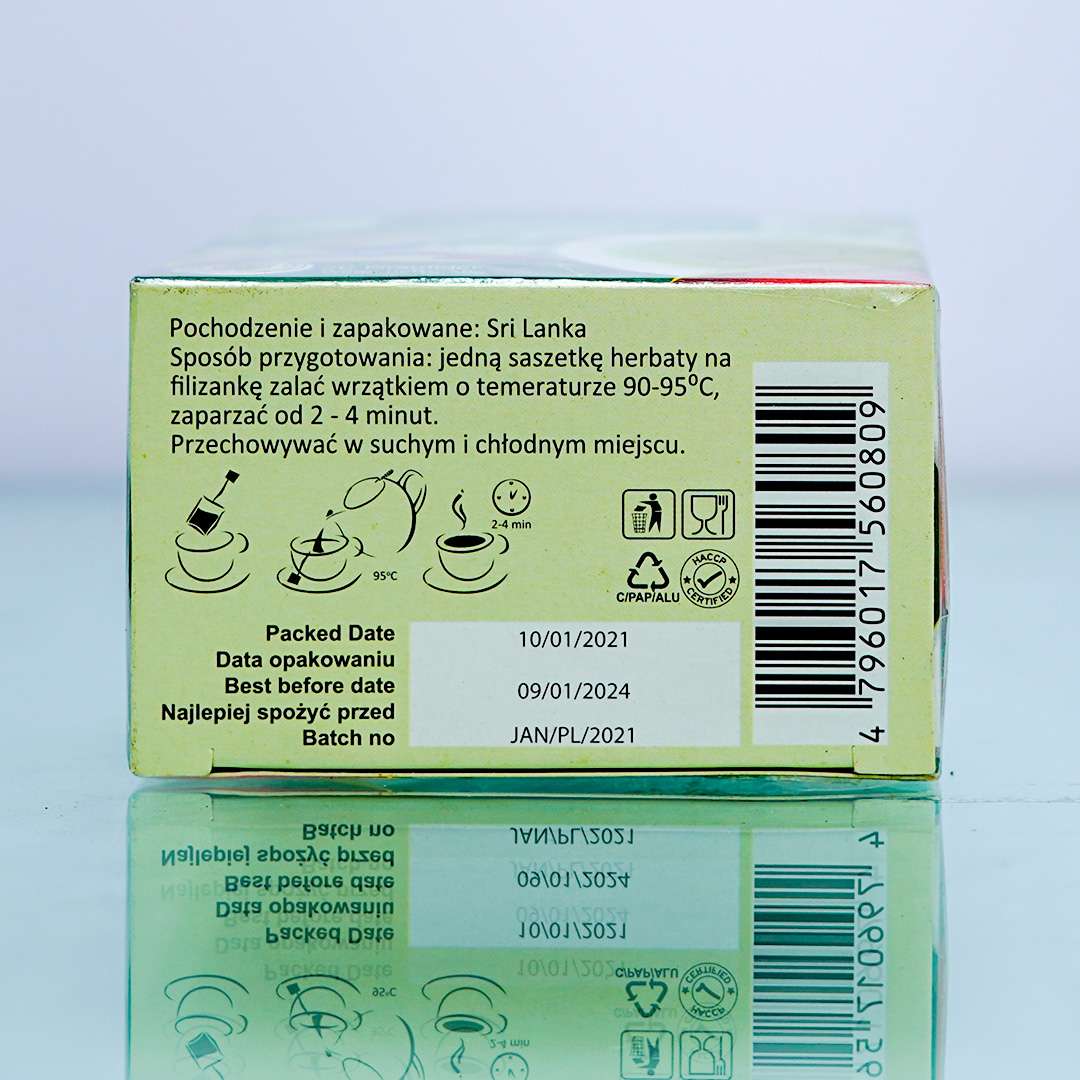 Pochodzenie i zapakowane: Sri Lanka
Sposób przygotowania: jedną saszetkę herbaty na
filizankę zalać wrzątkiem o temeraturze 90-95⁰C,
zaparzać od 2 - 4 minut.
Przechowywać w suchym i chłodnym miejscu.
2-4 min
95°C
C/PAP/ALU
HACCP
CERTIFIED
Packed Date
Data opakowaniu
10/01/2021
Best before date
Najlepiej spożyć przed
09/01/2024
Batch no
JAN/PL/2021
4 796017 560809